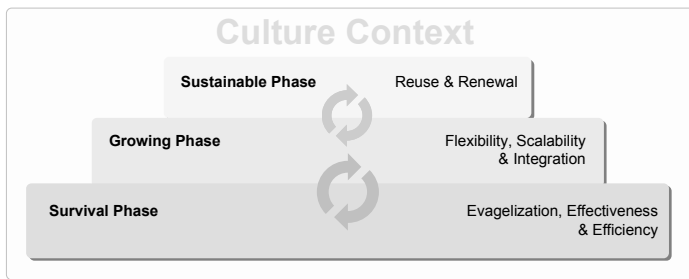 Culture Context
Sustainable Phase Reuse & Renewal
Growing Phase Flexibility, Scalability
& Integration
Survival Phase Evagelization, Effectiveness
& Efficiency